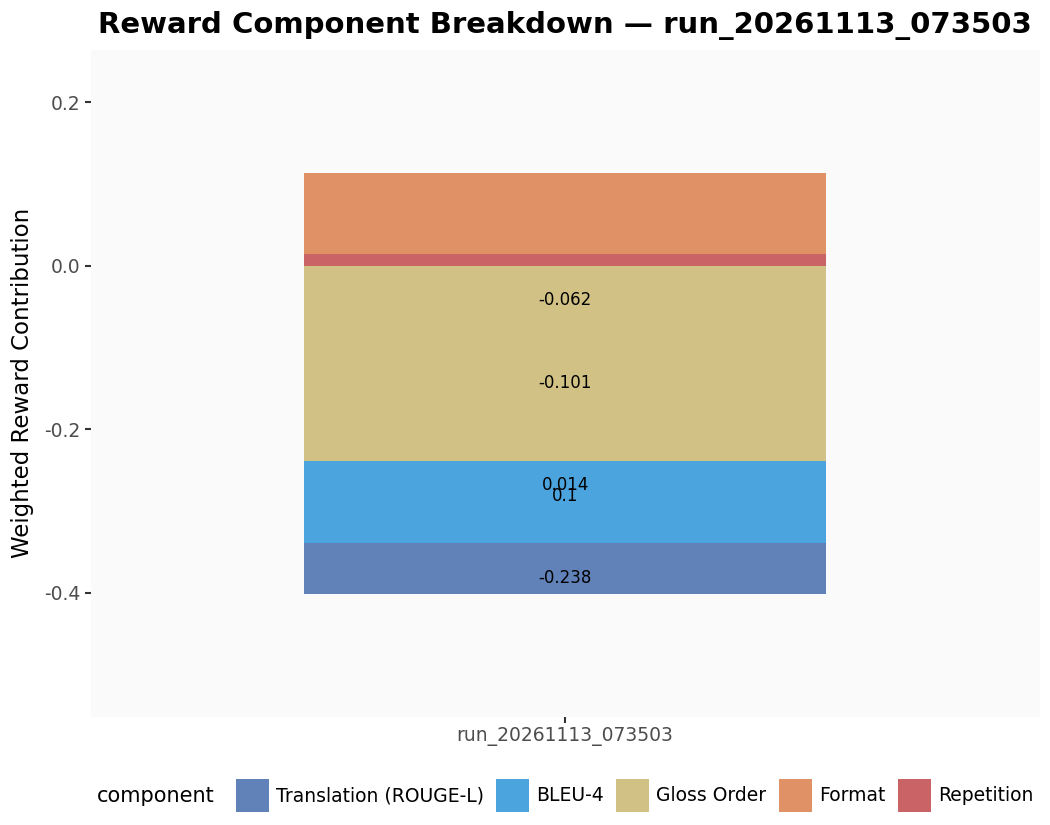 Reward Component Breakdown — run_20261113_073503
Weighted Reward Contribution
0.2
0.0
-0.2
-0.4
-0.062
-0.101
0.014
0.1
-0.238
run_20261113_073503
component Translation (ROUGE-L) BLEU-4 Gloss Order Format Repetition